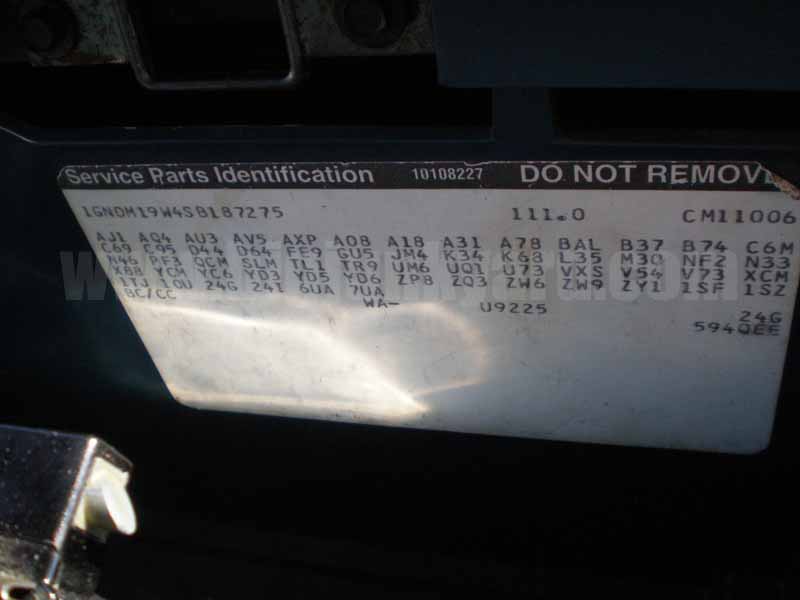 Service Parts Identification 10108227 DO NOT REMOVE
1GNDM19W4SB187275 111.0 CM11006
AJ1 AQ4 AU3 AV5 AXP A08 A18 A31 A78 BAL B37 B74 C6M
C69 C95 D44 D64 FE9 GU5 JM4 K34 K68 L35 M30 NF2 N33
N46 PF3 QCM SLM TL1 TR9 UM6 UQ1 U73 VXS V54 V73 XCM
X88 YCM YC6 YD3 YD5 YD6 ZP8 ZQ3 ZW6 ZW9 ZY1 1SF 1SZ
1TJ 10U 24G 24I 6UA 7UA
BC/CC WA- U9225 24G
594QEE